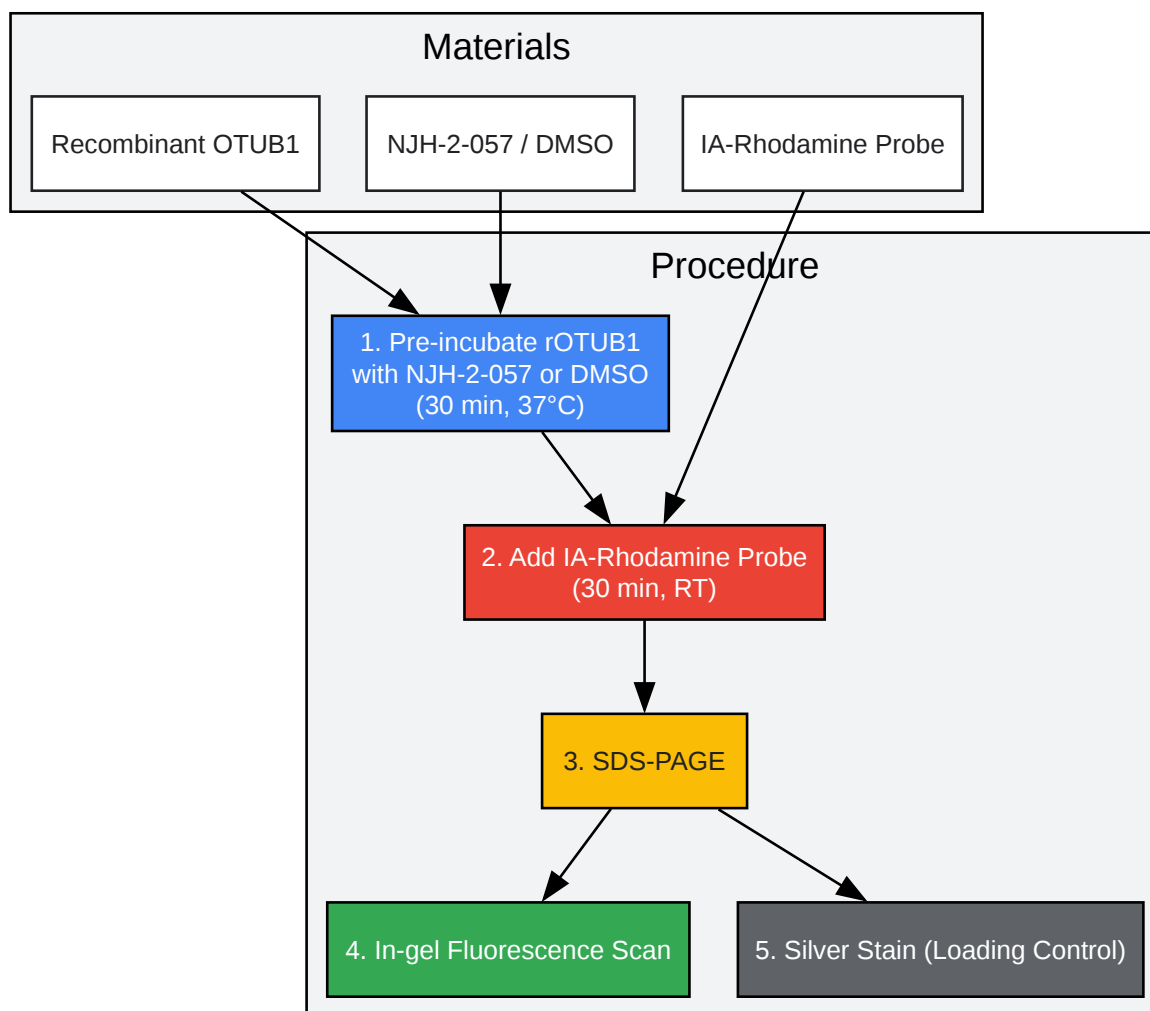 Materials
Recombinant OTUB1
NJH-2-057 / DMSO
IA-Rhodamine Probe
Procedure
1. Pre-incubate rOTUB1
with NJH-2-057 or DMSO
(30 min, 37°C)
2. Add IA-Rhodamine Probe
(30 min, RT)
3. SDS-PAGE
4. In-gel Fluorescence Scan
5. Silver Stain (Loading Control)